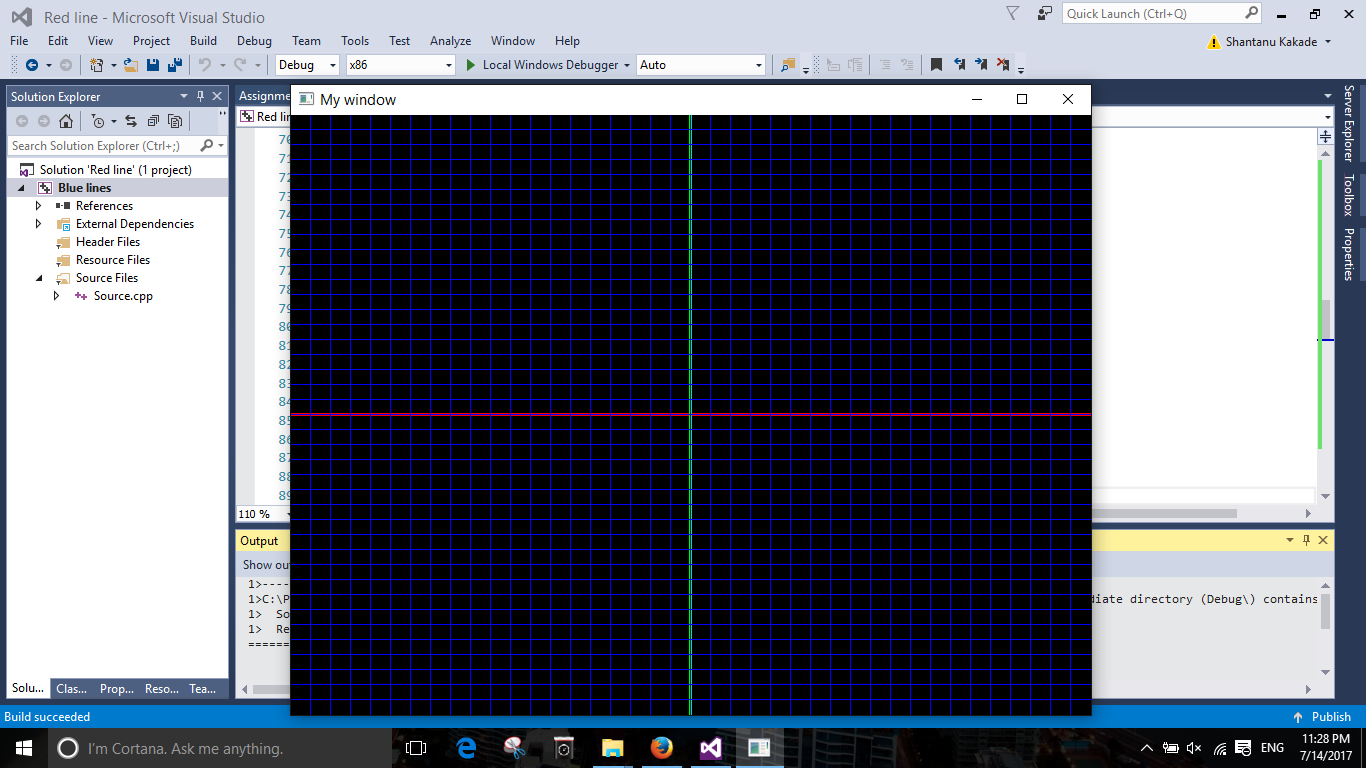 Red line - Microsoft Visual Studio
Quick Launch (Ctrl+Q)
File Edit View Project Build Debug Team Tools Test Analyze Window Help
Shantanu Kakade
Debug x86 Local Windows Debugger Auto
Solution Explorer
Search Solution Explorer (Ctrl+;)
Solution 'Red line' (1 project)
Blue lines
References
External Dependencies
Header Files
Resource Files
Source Files
Source.cpp
Solu... Clas... Prop... Reso... Tea...
Assignme
Red lin
My window
71
72
73
74
75
76
77
78
79
80
81
82
83
84
85
86
87
88
89
110 %
Server Explorer
Toolbox
Properties
Output
Show ou
1>----
1>C:\P
diate directory (Debug\) contains
1> So
1> Re
======
Build succeeded
Publish
I'm Cortana. Ask me anything.
ENG
11:28 PM
7/14/2017